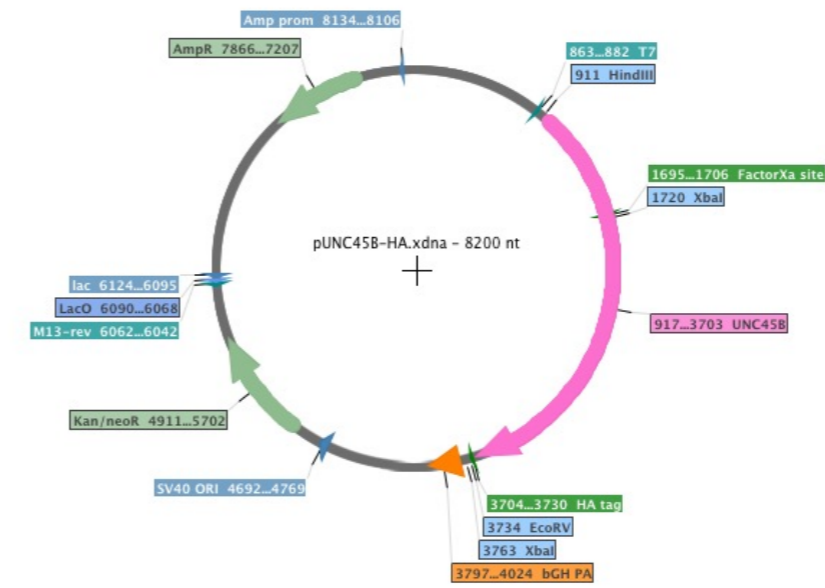 Amp prom 8134...8106
AmpR 7866...7207
863...882 T7
911 HindIII
1695...1706 FactorXa site
1720 XbaI
pUNC45B-HA.xdna - 8200 nt
lac 6124...6095
LacO 6090...6068
M13-rev 6062...6042
917...3703 UNC45B
Kan/neoR 4911...5702
SV40 ORI 4692...4769
3704...3730 HA tag
3734 EcoRV
3763 XbaI
3797...4024 bGH PA